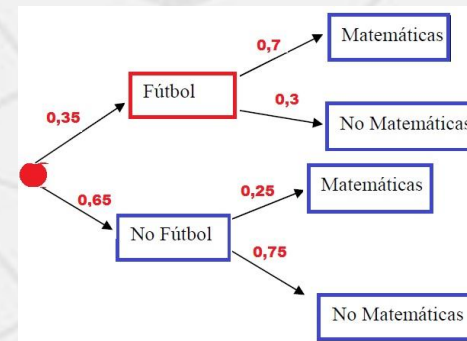 Matemáticas
0,7
Fútbol
0,3
0,35
No Matemáticas
0,65
0,25
Matemáticas
No Fútbol
0,75
No Matemáticas